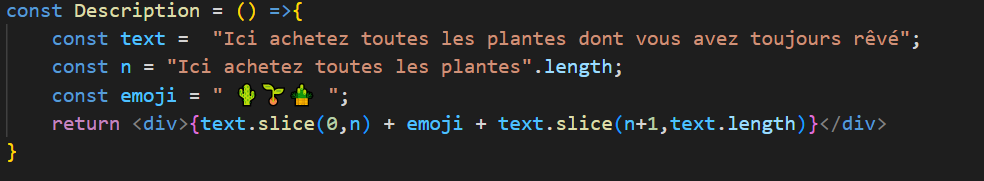 const Description = () =>{
    const text =  "Ici achetez toutes les plantes dont vous avez toujours rêvé";
    const n = "Ici achetez toutes les plantes".length;
    const emoji = " 🌵🌱🎍 ";
    return <div>{text.slice(0,n) + emoji + text.slice(n+1,text.length)}</div>
}